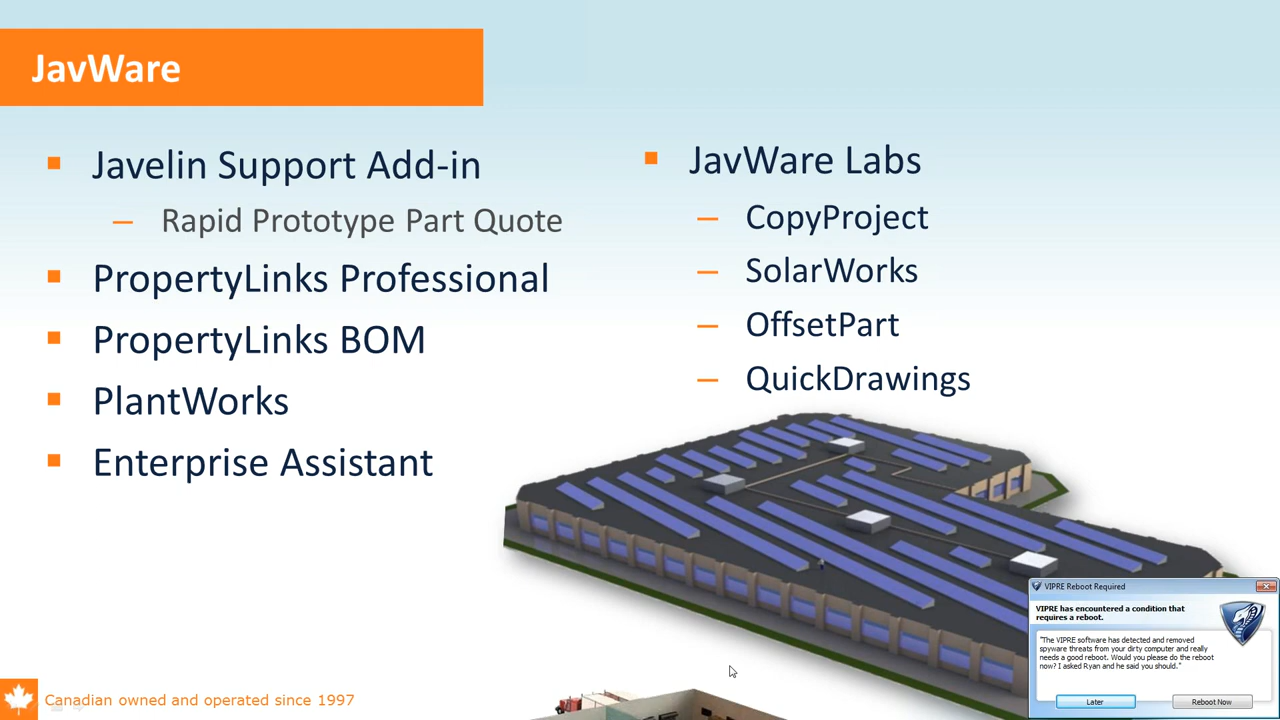 JavWare
Javelin Support Add-in
Rapid Prototype Part Quote
PropertyLinks Professional
PropertyLinks BOM
PlantWorks
Enterprise Assistant
JavWare Labs
CopyProject
SolarWorks
OffsetPart
QuickDrawings
VIPRE Reboot Required
VIPRE has encountered a condition that
requires a reboot.
"The VIPRE software has detected and removed
spyware threats from your dirty computer and really
needs a good reboot. Would you please do the reboot
now? I asked Ryan and he said you should."
Later
Reboot Now
Canadian owned and operated since 1997